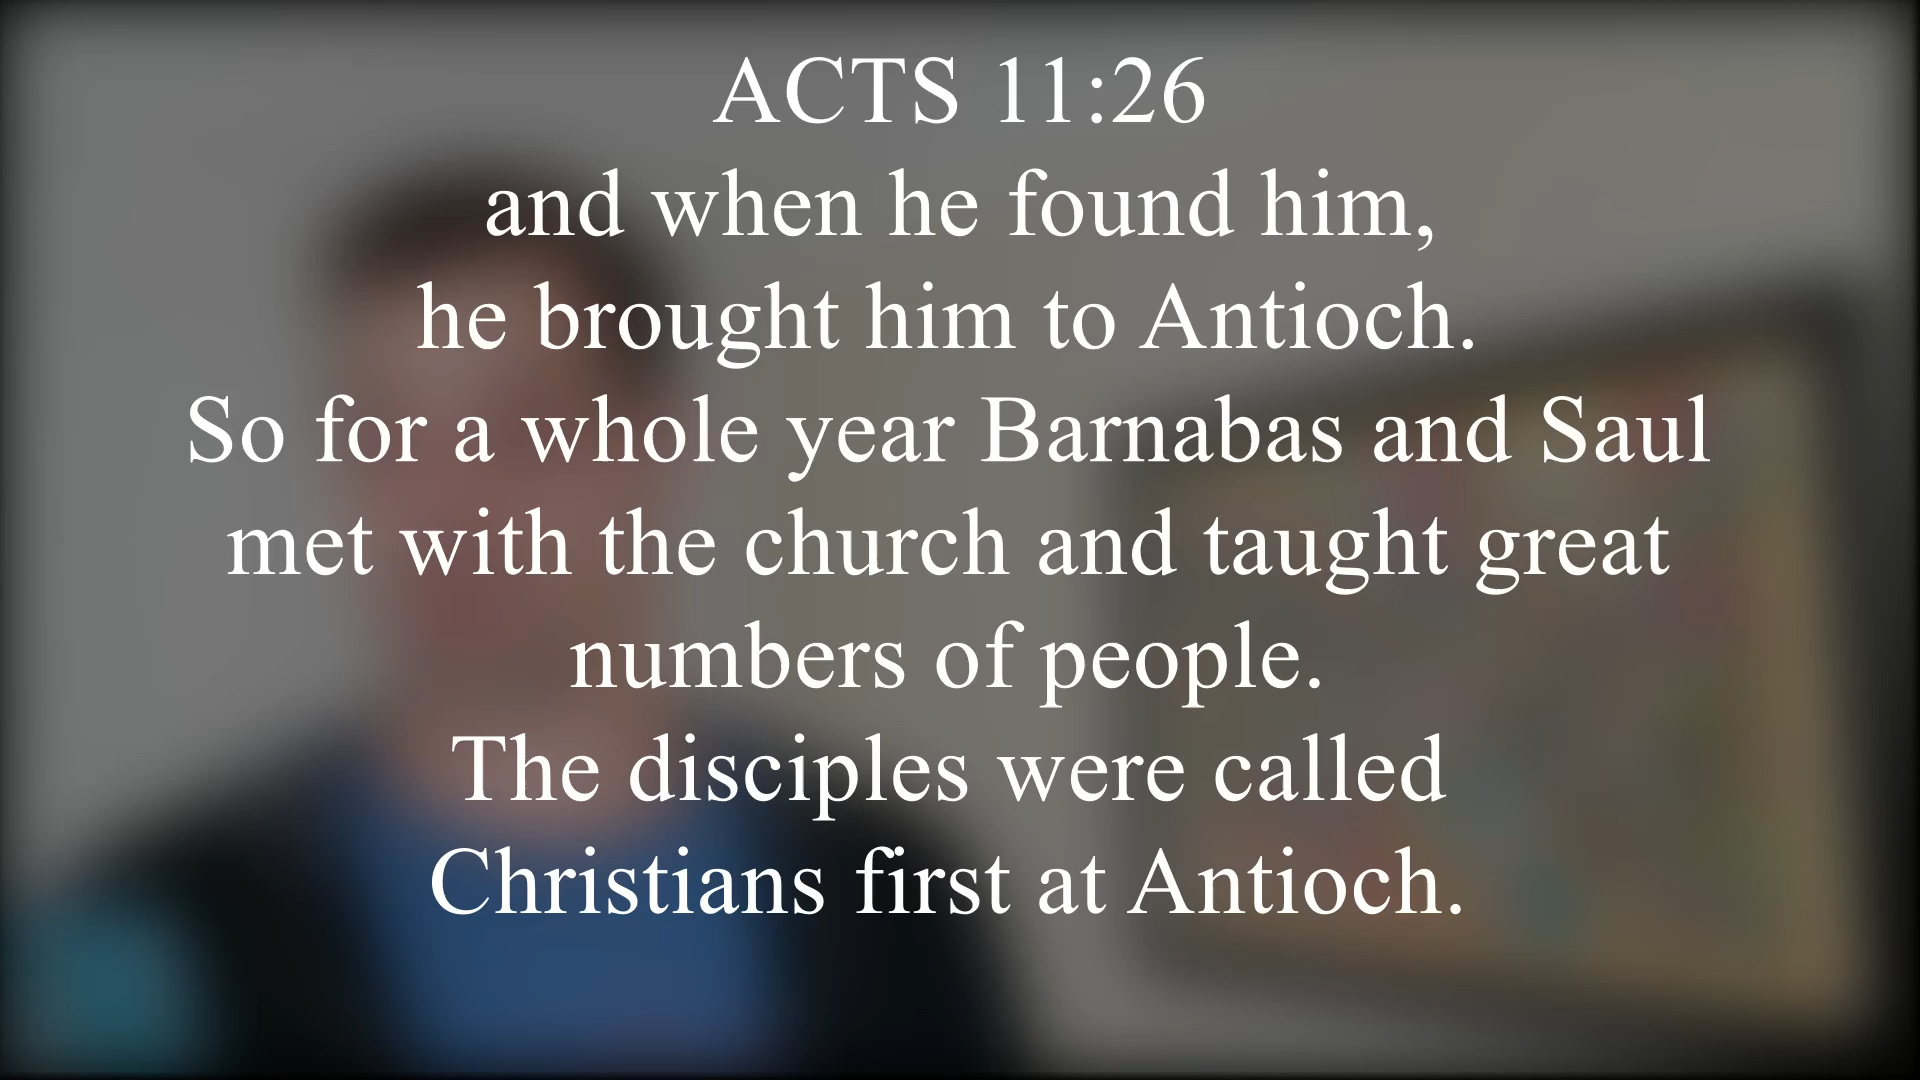 ACTS 11:26
and when he found him,
he brought him to Antioch.
So for a whole year Barnabas and Saul
met with the church and taught great
numbers of people.
The disciples were called
Christians first at Antioch.